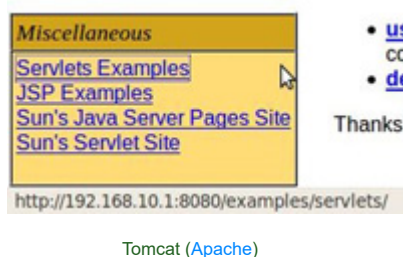 Miscellaneous
Servlets Examples
JSP Examples
Sun's Java Server Pages Site
Sun's Servlet Site
Thanks
http://192.168.10.1:8080/examples/servlets/
Tomcat (Apache)